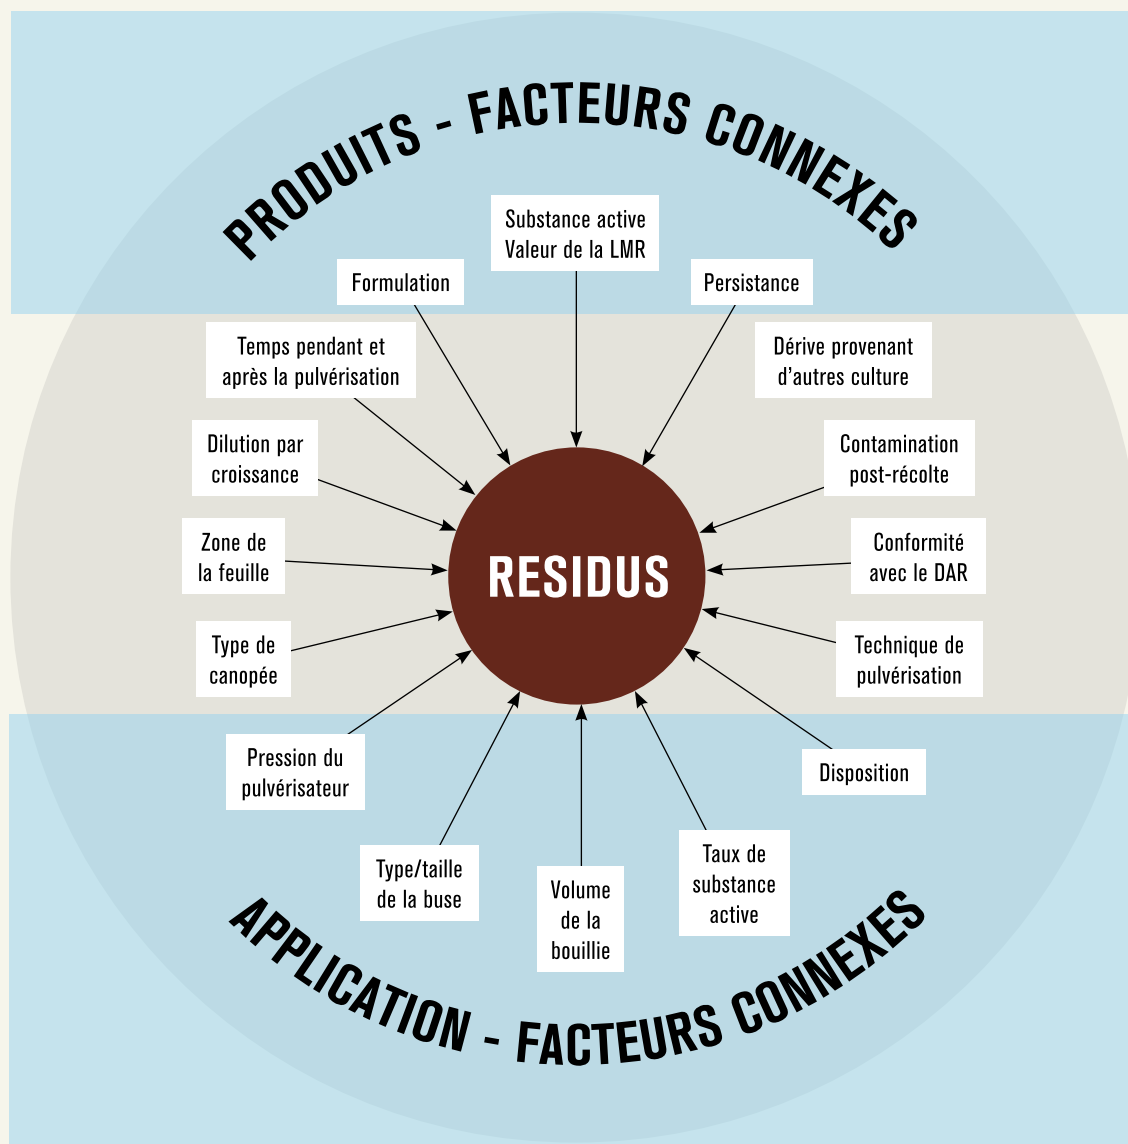 PRODUITS - FACTEURS CONNEXES
Substance active
Valeur de la LMR
Formulation
Persistance
Temps pendant et
après la pulvérisation
Dérive provenant
d'autres culture
Dilution par
croissance
Contamination
post-récolte
Zone de
la feuille
Conformité
avec le DAR
RESIDUS
Type de
canopée
Technique de
pulvérisation
Pression du
pulvérisateur
Disposition
Type/taille
de la buse
Volume
de la
bouillie
Taux de
substance
active
APPLICATION - FACTEURS CONNEXES